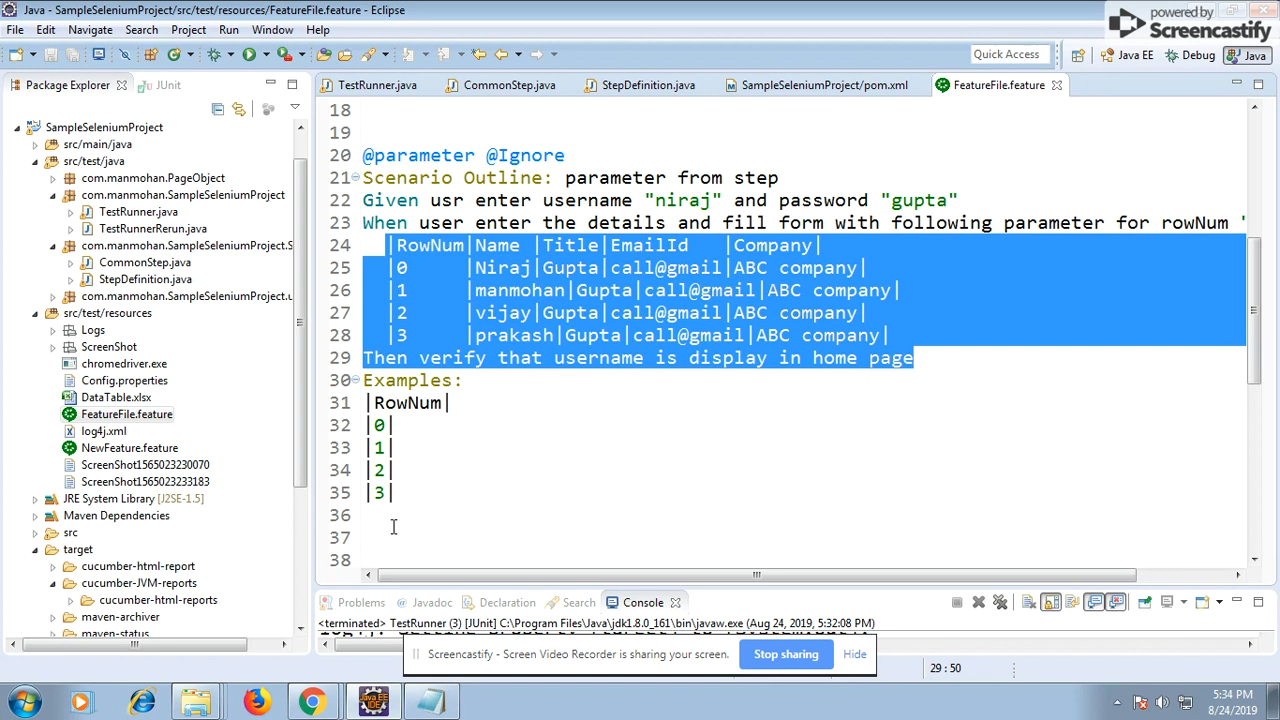 Java - SampleSeleniumProject/src/test/resources/FeatureFile.feature - Eclipse
powered by
Screencastify
File Edit Navigate Search Project Run Window Help
Quick Access
Java EE Debug Java
Package Explorer JUnit
TestRunner.java CommonStep.java StepDefinition.java SampleSeleniumProject/pom.xml FeatureFile.feature
SampleSeleniumProject
src/main/java
src/test/java
com.manmohan.PageObject
com.manmohan.SampleSeleniumProject
TestRunner.java
TestRunnerRerun.java
com.manmohan.SampleSeleniumProject.S
CommonStep.java
StepDefinition.java
com.manmohan.SampleSeleniumProject.u
src/test/resources
Logs
ScreenShot
chromedriver.exe
Config.properties
DataTable.xlsx
FeatureFile.feature
log4j.xml
NewFeature.feature
ScreenShot1565023230070
ScreenShot1565023233183
JRE System Library [J2SE-1.5]
Maven Dependencies
src
target
cucumber-html-report
cucumber-JVM-reports
cucumber-html-reports
maven-archiver
maven-status
18
19
20 @parameter @Ignore
21 Scenario Outline: parameter from step
22 Given usr enter username "niraj" and password "gupta"
23 When user enter the details and fill form with following parameter for rowNum '
24 |RowNum|Name |Title|EmailId |Company|
25 |0 |Niraj|Gupta|call@gmail|ABC company|
26 |1 |manmohan|Gupta|call@gmail|ABC company|
27 |2 |vijay|Gupta|call@gmail|ABC company|
28 |3 |prakash|Gupta|call@gmail|ABC company|
29 Then verify that username is display in home page
30 Examples:
31 |RowNum|
32 |0|
33 |1|
34 |2|
35 |3|
36
37
38
Problems Javadoc Declaration Search Console
<terminated> TestRunner (3) [JUnit] C:\Program Files\Java\jdk1.8.0_161\bin\javaw.exe (Aug 24, 2019, 5:32:08 PM)
Screencastify - Screen Video Recorder is sharing your screen. Stop sharing Hide
29 : 50
5:34 PM
8/24/2019